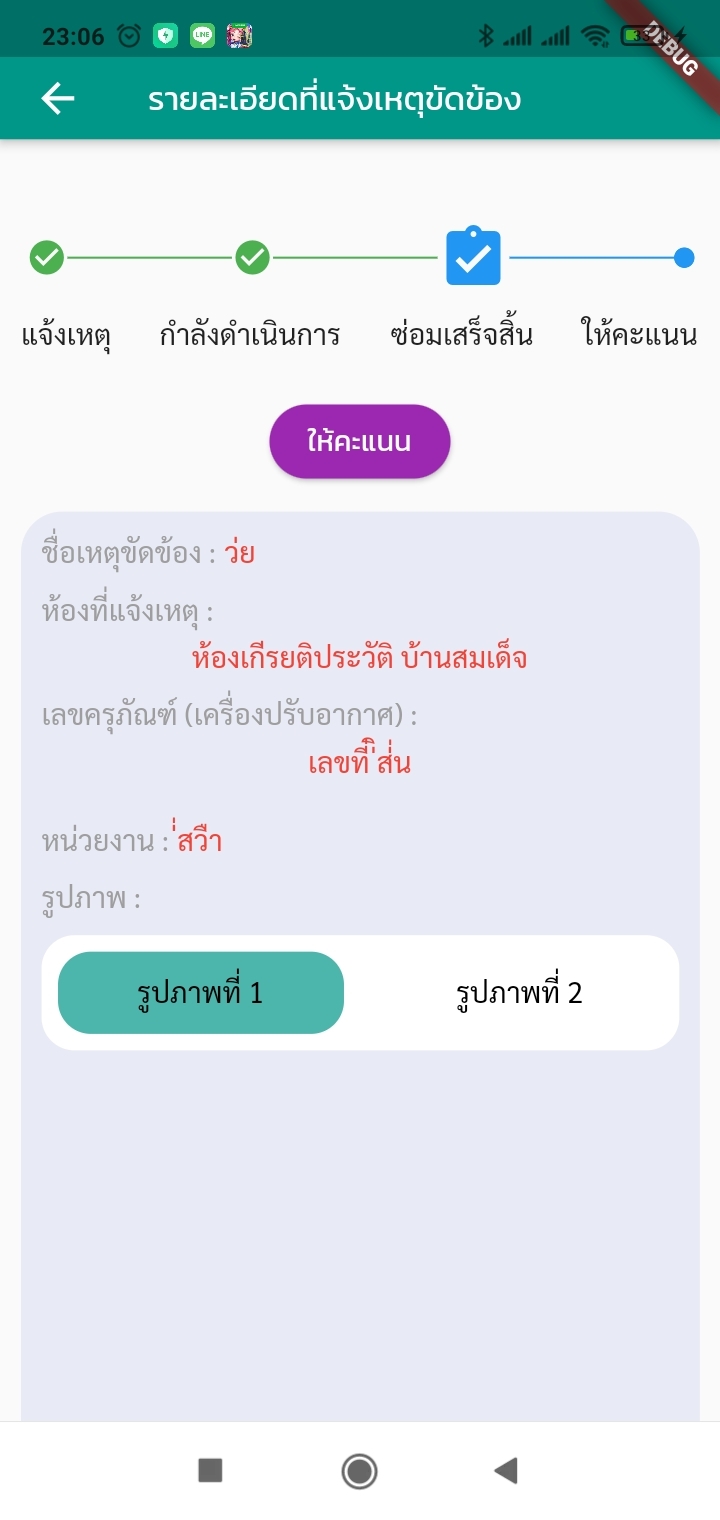 23:06
DEBUG
รายละเอียดที่แจ้งเหตุขัดข้อง
แจ้งเหตุ กำลังดำเนินการ ซ่อมเสร็จสิ้น ให้คะแนน
ให้คะแนน
ชื่อเหตุขัดข้อง : ว่ย
ห้องที่แจ้งเหตุ :
ห้องเกีรยติประวัติ บ้านสมเด็จ
เลขครุภัณฑ์ (เครื่องปรับอากาศ) :
เลขที่
หน่วยงาน : ่่สวืา
รูปภาพ :
รูปภาพที่ 1 รูปภาพที่ 2